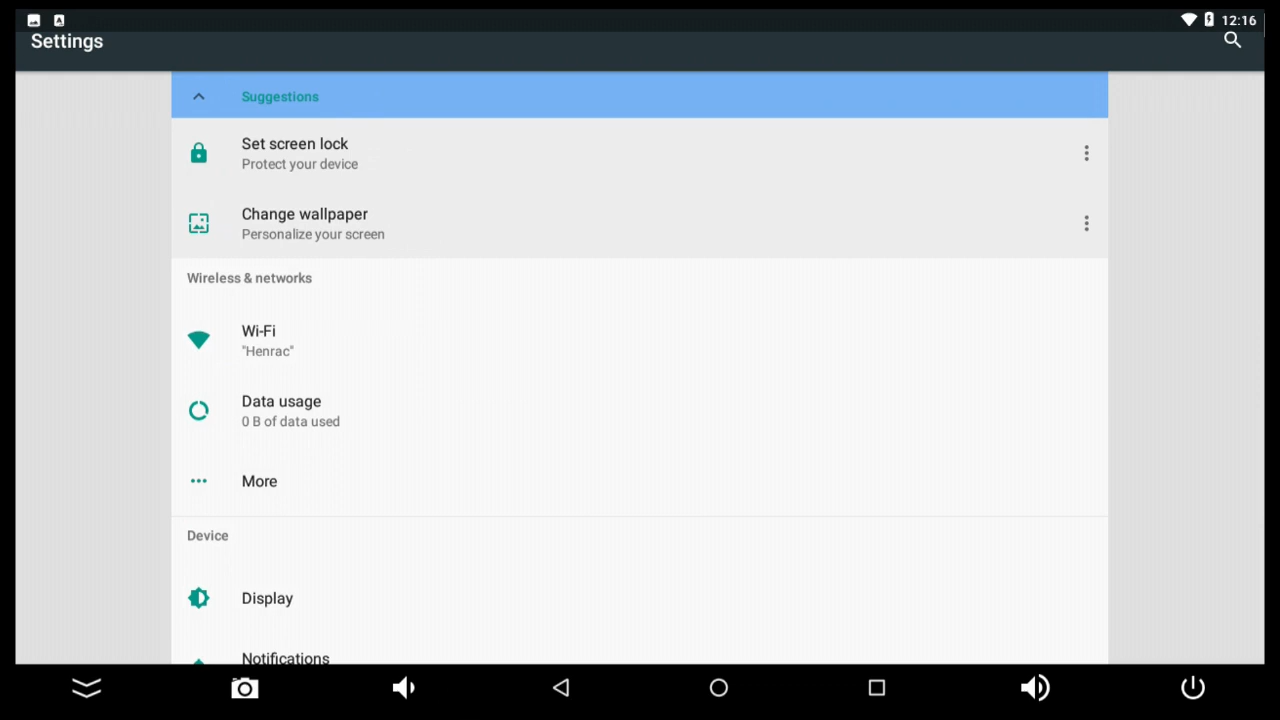 12:16
Settings
Suggestions
Set screen lock
Protect your device
Change wallpaper
Personalize your screen
Wireless & networks
Wi-Fi
"Henrac"
Data usage
0 B of data used
More
Device
Display
Notifications